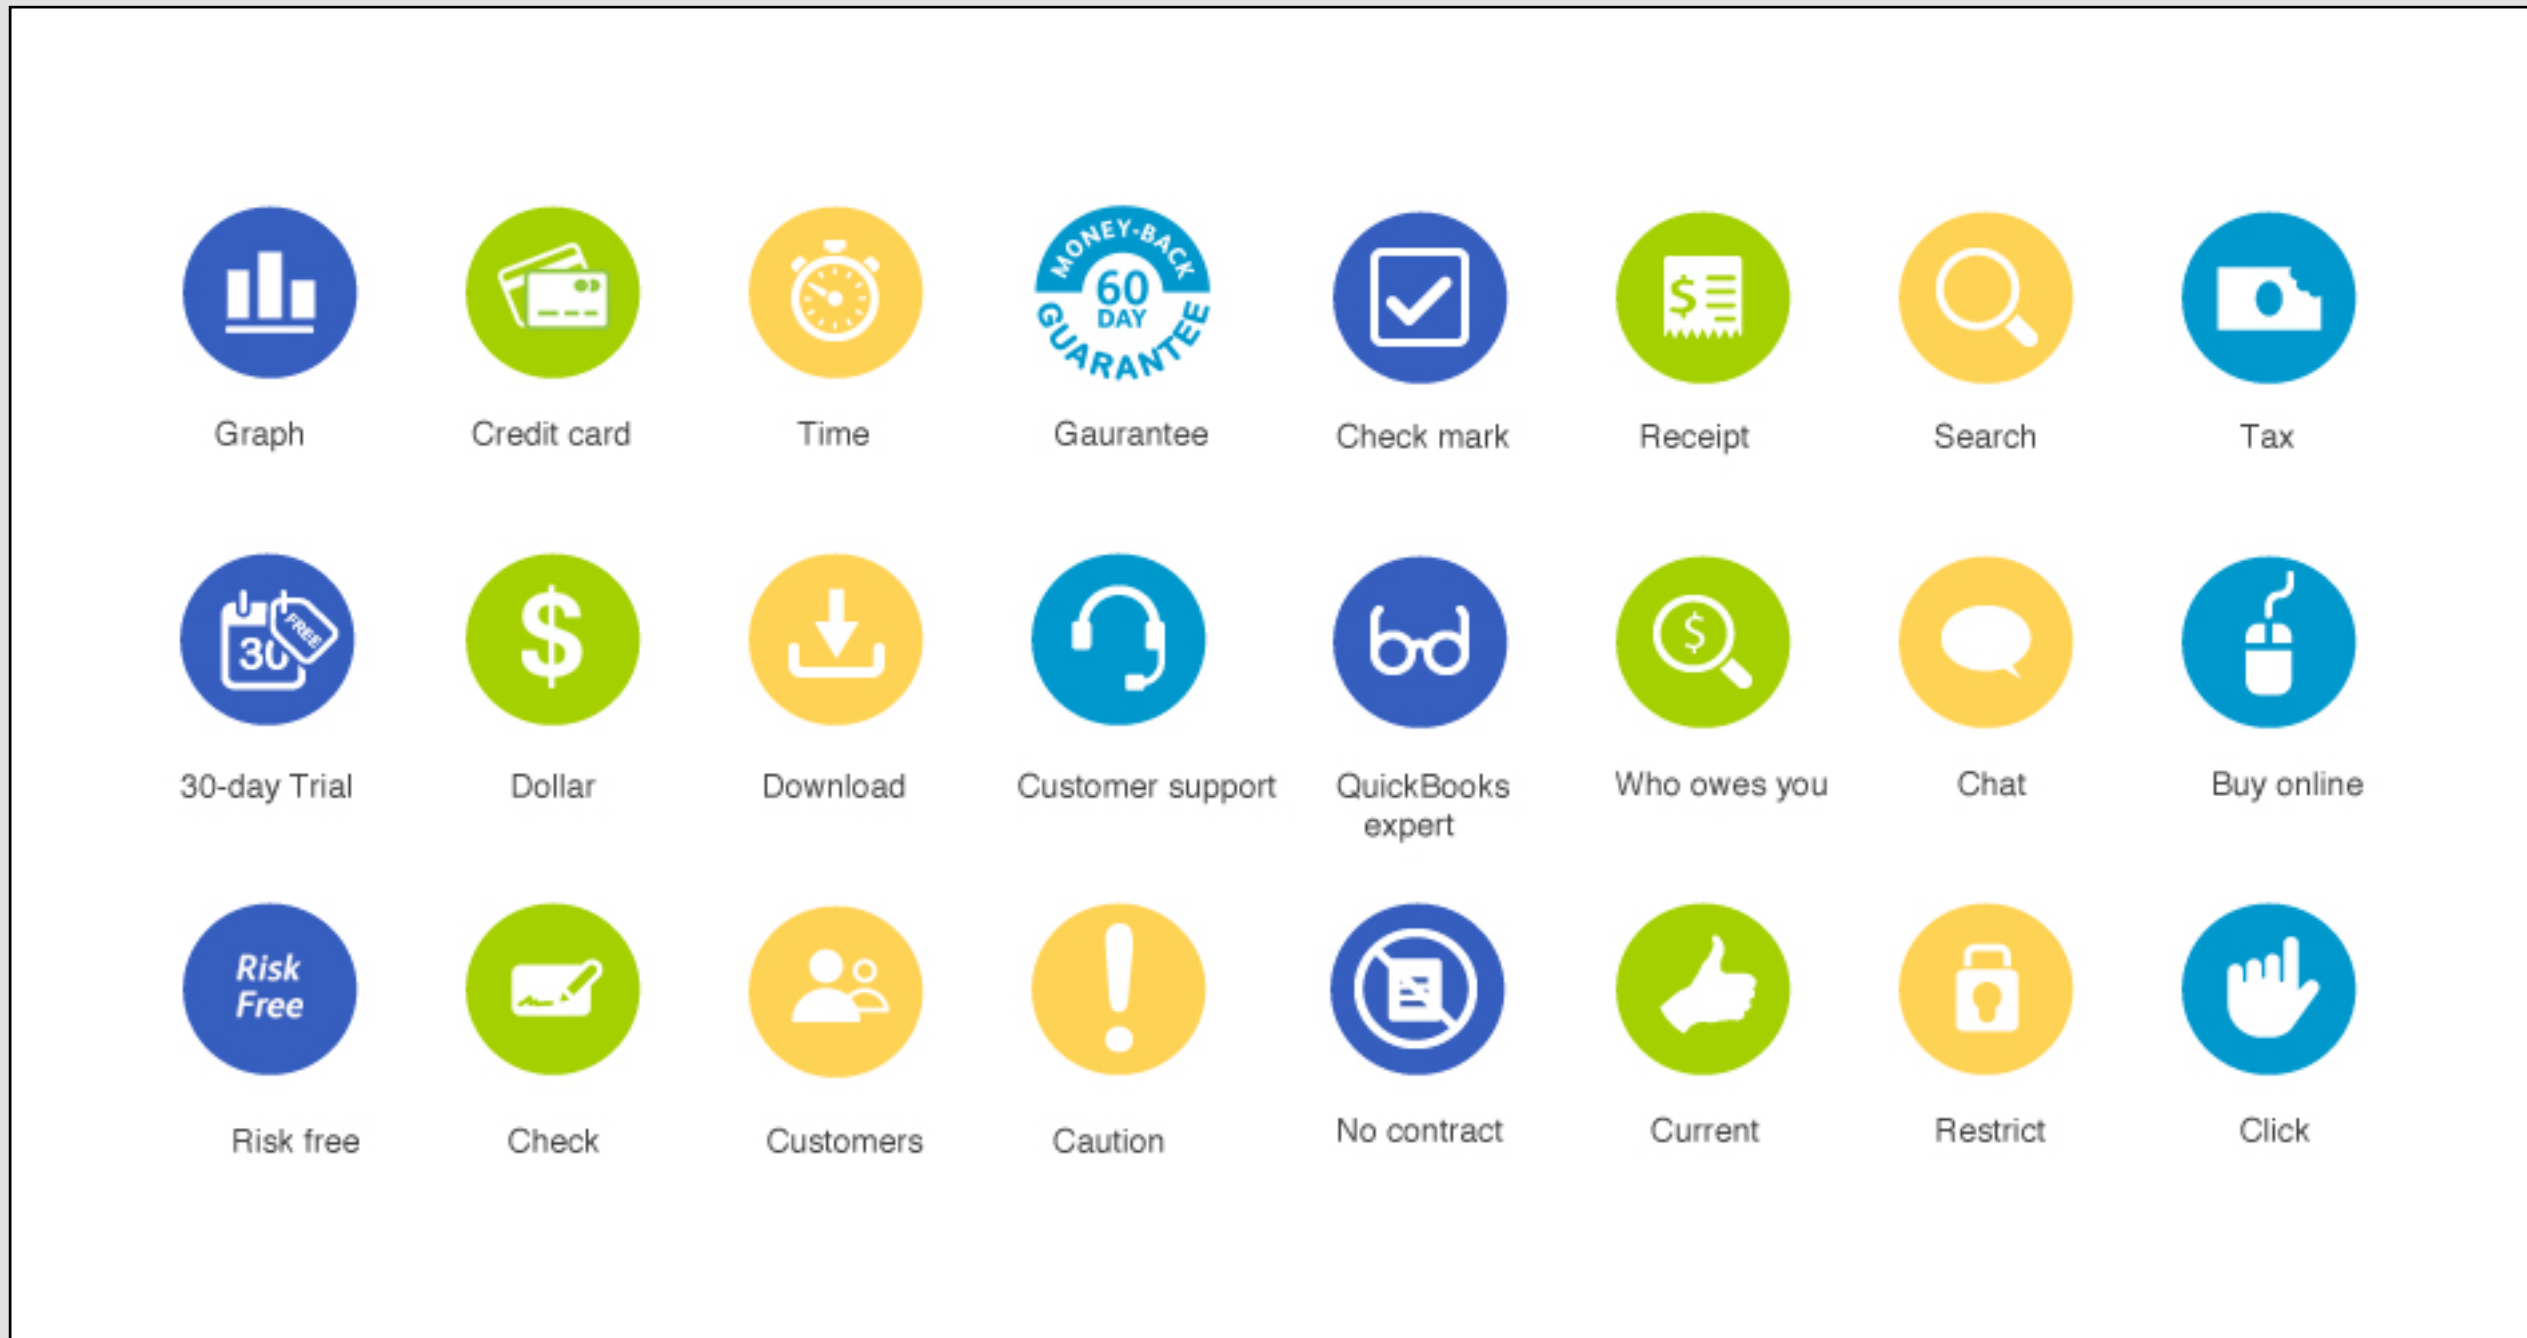 MONEY-BACK
60
DAY
GUARANTEE
$
Graph
Credit card
Time
Gaurantee
Check mark
Receipt
Search
Tax
30
FREE
$
$
30-day Trial
Dollar
Download
Customer support
QuickBooks
expert
Who owes you
Chat
Buy online
Risk
Free
Risk free
Check
Customers
Caution
No contract
Current
Restrict
Click